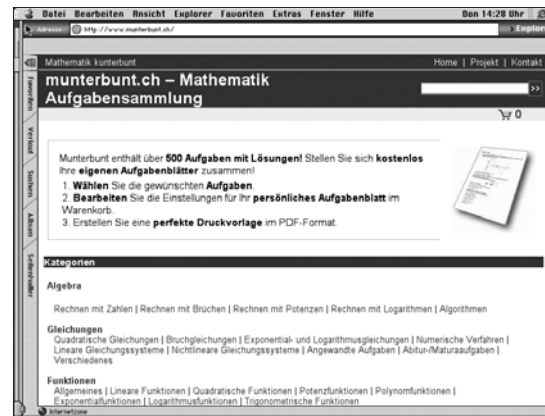 Datei Bearbeiten Ansicht Explorer Favoriten Extras Fenster Hilfe Don 14:28 Uhr
Adresse: http://www.munterbunt.ch/ Explor
Mathematik kunterbunt Home | Projekt | Kontakt
munterbunt.ch – Mathematik
Aufgabensammlung
>>
0
Favoriten
Verlauf
Suchen
Album
Seitenhalter
Munterbunt enthält über 500 Aufgaben mit Lösungen! Stellen Sie sich kostenlos
Ihre eigenen Aufgabenblätter zusammen!
1. Wählen Sie die gewünschten Aufgaben.
2. Bearbeiten Sie die Einstellungen für Ihr persönliches Aufgabenblatt im
Warenkorb.
3. Erstellen Sie eine perfekte Druckvorlage im PDF-Format.
Kategorien
Algebra
Rechnen mit Zahlen | Rechnen mit Brüchen | Rechnen mit Potenzen | Rechnen mit Logarithmen | Algorithmen
Gleichungen
Quadratische Gleichungen | Bruchgleichungen | Exponential- und Logarithmusgleichungen | Numerische Verfahren |
Lineare Gleichungssysteme | Nichtlineare Gleichungssysteme | Angewandte Aufgaben | Abitur-/Maturaaufgaben |
Verschiedenes
Funktionen
Allgemeines | Lineare Funktionen | Quadratische Funktionen | Potenzfunktionen | Polynomfunktionen |
Exponentialfunktionen | Logarithmusfunktionen | Trigonometrische Funktionen
Internetzone